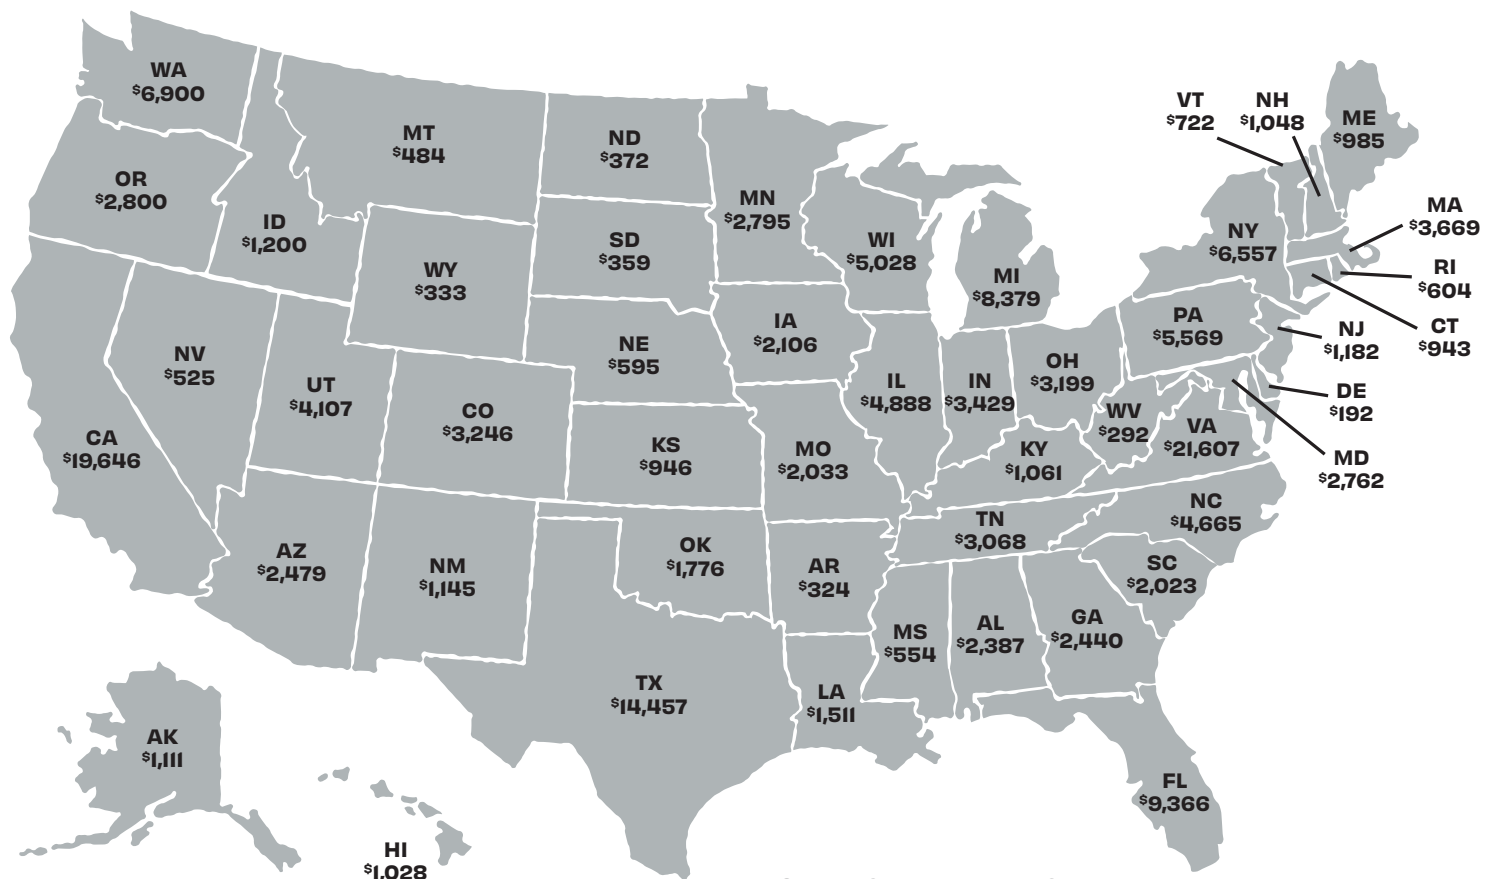 WA
$6,900
OR
$2,800
CA
$19,646
NV
$525
ID
$1,200
MT
$484
WY
$333
UT
$4,107
CO
$3,246
AZ
$2,479
NM
$1,145
ND
$372
SD
$359
NE
$595
KS
$946
OK
$1,776
TX
$14,457
MN
$2,795
IA
$2,106
MO
$2,033
AR
$324
LA
$1,511
WI
$5,028
IL
$4,888
MI
$8,379
IN
$3,429
OH
$3,199
KY
$1,061
TN
$3,068
MS
$554
AL
$2,387
GA
$2,440
FL
$9,366
SC
$2,023
NC
$4,665
VA
$21,607
WV
$292
PA
$5,569
NY
$6,557
VT
$722
NH
$1,048
ME
$985
MA
$3,669
RI
$604
CT
$943
NJ
$1,182
DE
$192
MD
$2,762
AK
$1,111
HI
$1,028